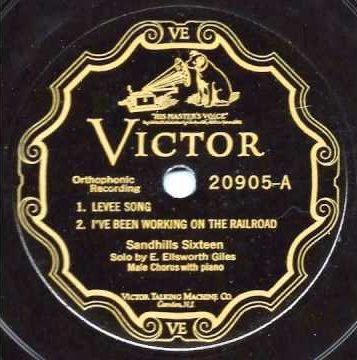 VE
"HIS MASTER'S VOICE"
VICTOR
Orthophonic
Recording
20905-A
1. LEVEE SONG
2. I'VE BEEN WORKING ON THE RAILROAD
Sandhills Sixteen
Solo by E. Ellsworth Giles
Male Chorus with piano
VICTOR TALKING MACHINE CO.
Camden, N.J.
VE